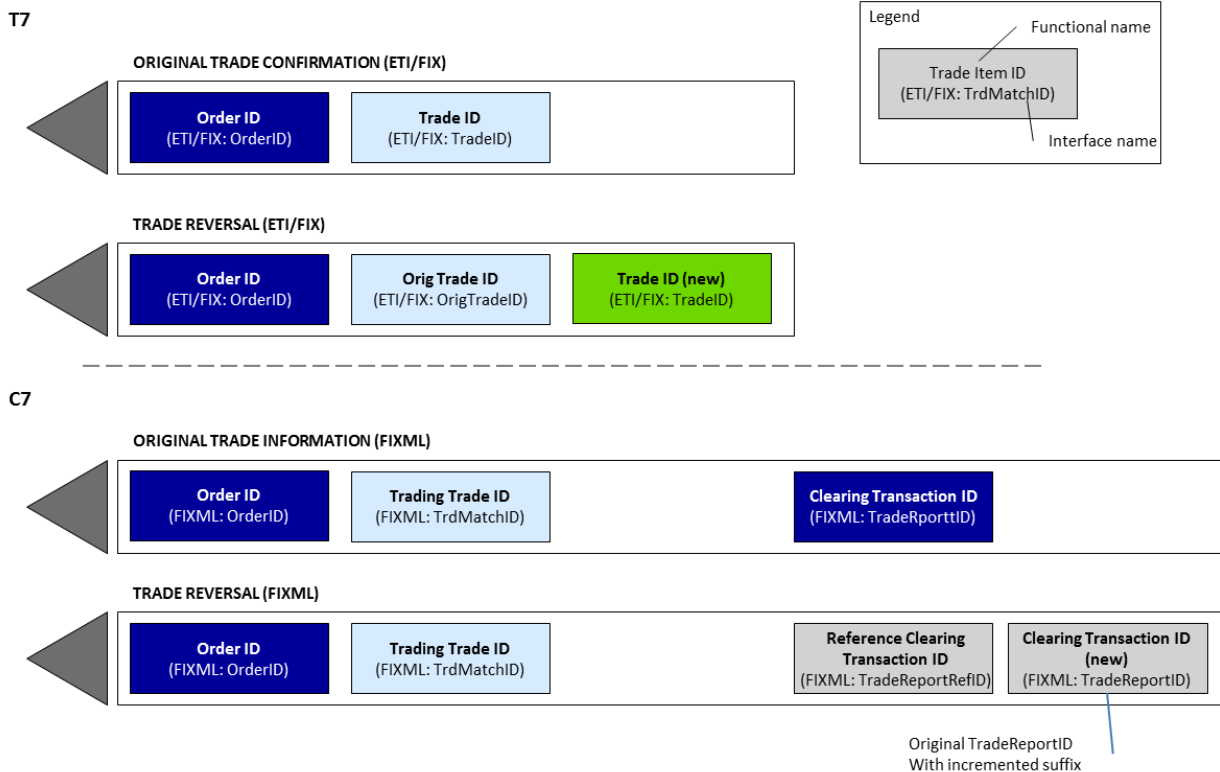 T7
Legend
Functional name
Trade Item ID
(ETI/FIX: TrdMatchID)
Interface name
ORIGINAL TRADE CONFIRMATION (ETI/FIX)
Order ID
(ETI/FIX: OrderID)
Trade ID
(ETI/FIX: TradeID)
TRADE REVERSAL (ETI/FIX)
Order ID
(ETI/FIX: OrderID)
Orig Trade ID
(ETI/FIX: OrigTradeID)
Trade ID (new)
(ETI/FIX: TradeID)
C7
ORIGINAL TRADE INFORMATION (FIXML)
Order ID
(FIXML: OrderID)
Trading Trade ID
(FIXML: TrdMatchID)
Clearing Transaction ID
(FIXML: TradeRporttID)
TRADE REVERSAL (FIXML)
Order ID
(FIXML: OrderID)
Trading Trade ID
(FIXML: TrdMatchID)
Reference Clearing
Transaction ID
(FIXML: TradeReportRefID)
Clearing Transaction ID
(new)
(FIXML: TradeReportID)
Original TradeReportID
With incremented suffix